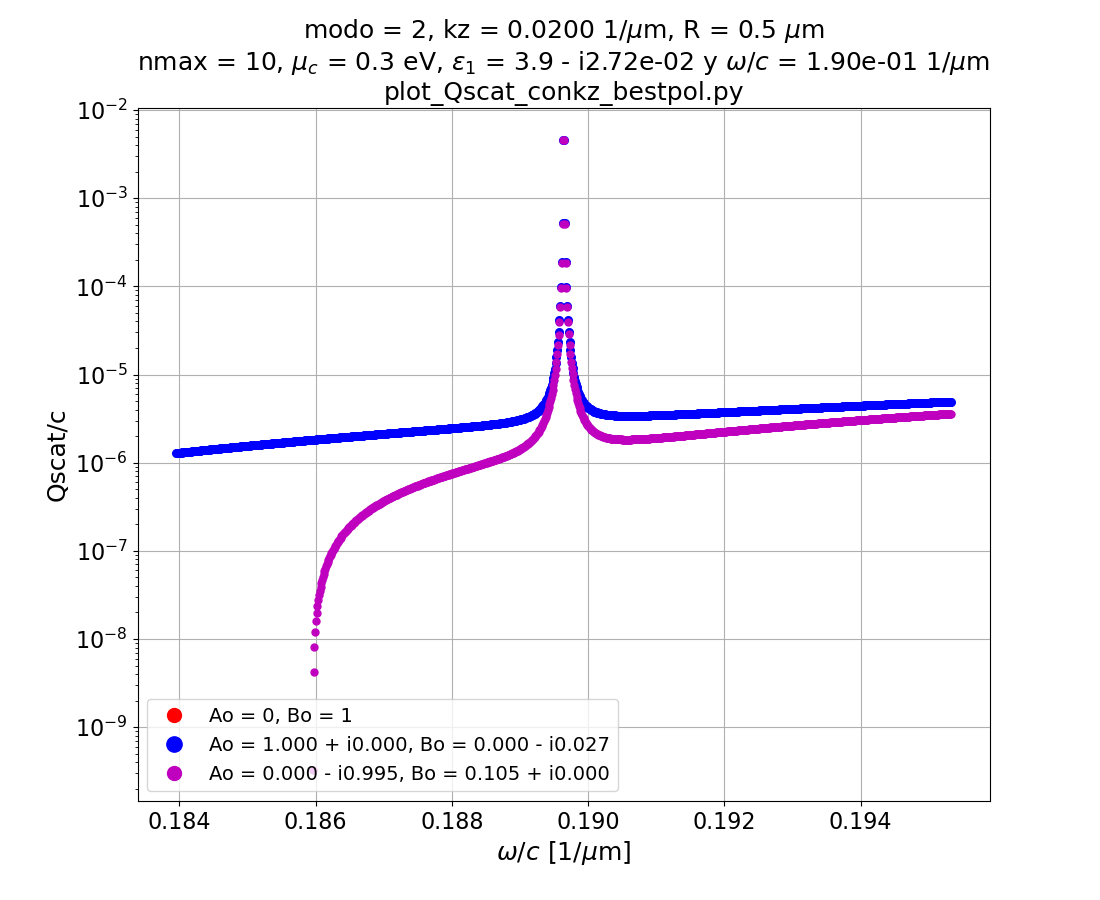 modo = 2, kz = 0.0200 1/μm, R = 0.5 μm
nmax = 10, μ_c = 0.3 eV, ε_1 = 3.9 - i2.72e-02 y ω/c = 1.90e-01 1/μm
plot_Qscat_conkz_bestpol.py
10^-2
10^-3
10^-4
10^-5
10^-6
10^-7
10^-8
10^-9
Qscat/c
Ao = 0, Bo = 1
Ao = 1.000 + i0.000, Bo = 0.000 - i0.027
Ao = 0.000 - i0.995, Bo = 0.105 + i0.000
0.184 0.186 0.188 0.190 0.192 0.194
ω/c [1/μm]